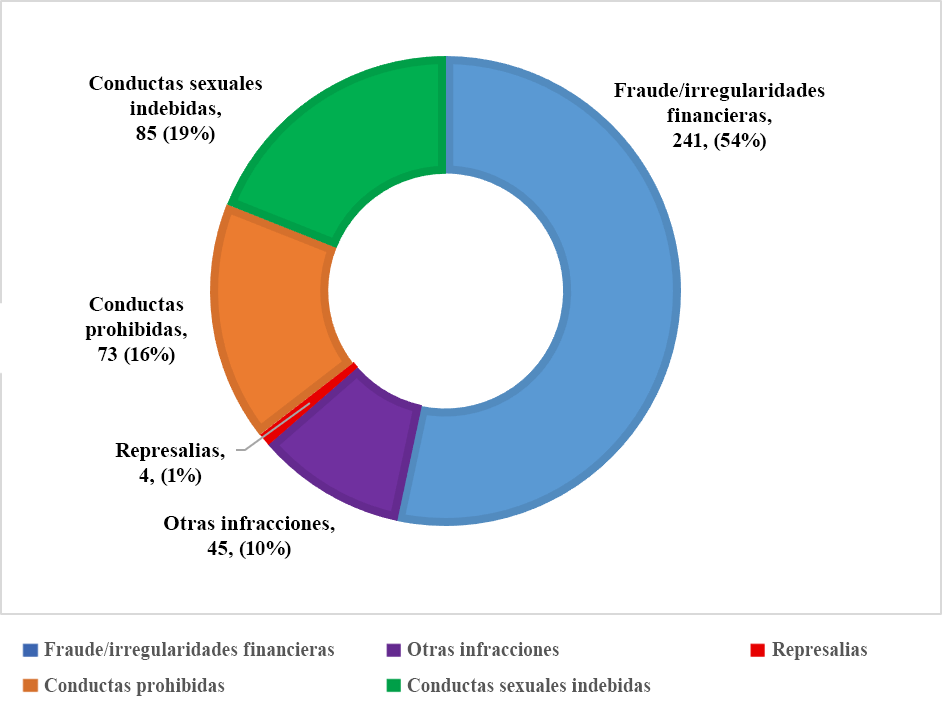 Conductas sexuales
indebidas,
85 (19%)
Fraude/irregularidades
financieras,
241, (54%)
Conductas
prohibidas,
73 (16%)
Represalias,
4, (1%)
Otras infracciones,
45, (10%)
Fraude/irregularidades financieras
Otras infracciones
Represalias
Conductas prohibidas
Conductas sexuales indebidas